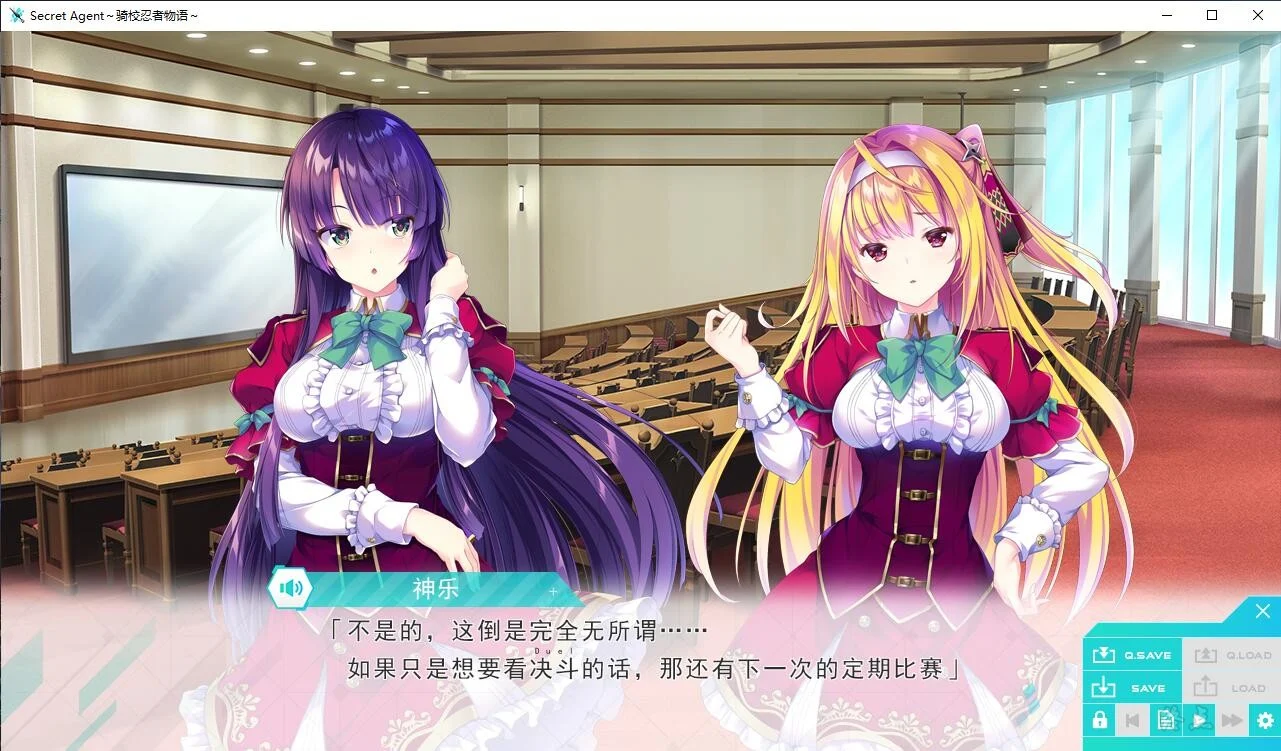 Secret Agent~骑忮忍者物语~
神乐
「不是的，这倒是完全无所谓……
Duel
如果只是想要看决斗的话，那还有下一次的定期比赛」
Q.SAVE Q.LOAD
SAVE LOAD